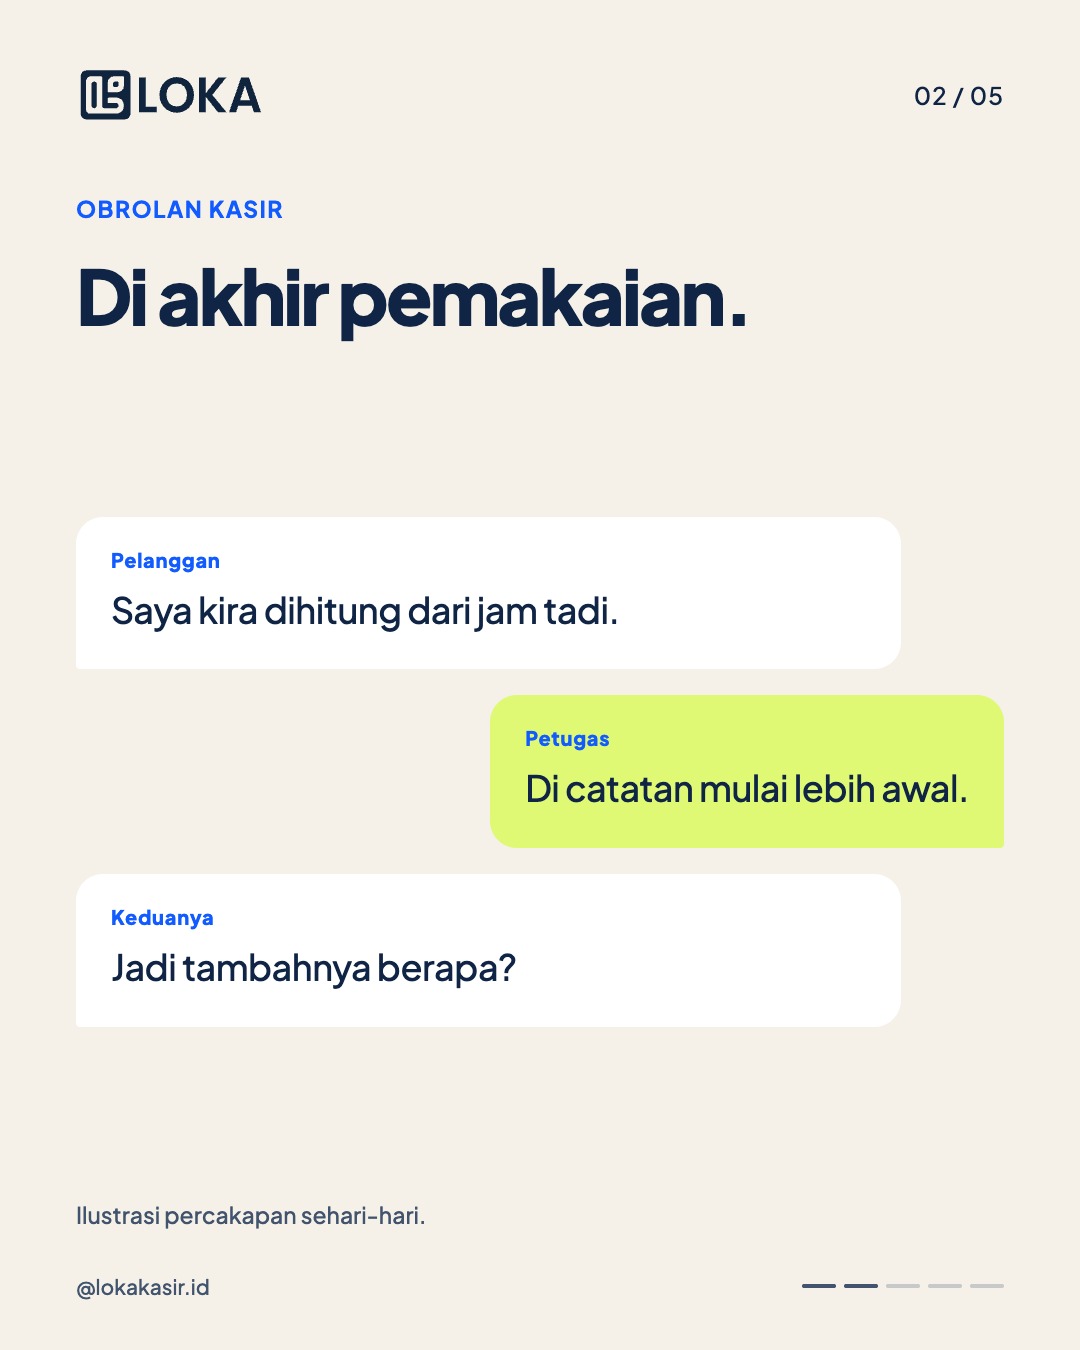 LOKA
02 / 05
OBROLAN KASIR
Di akhir pemakaian.
Pelanggan
Saya kira dihitung dari jam tadi.
Petugas
Di catatan mulai lebih awal.
Keduanya
Jadi tambahnya berapa?
Ilustrasi percakapan sehari-hari.
@lokakasir.id